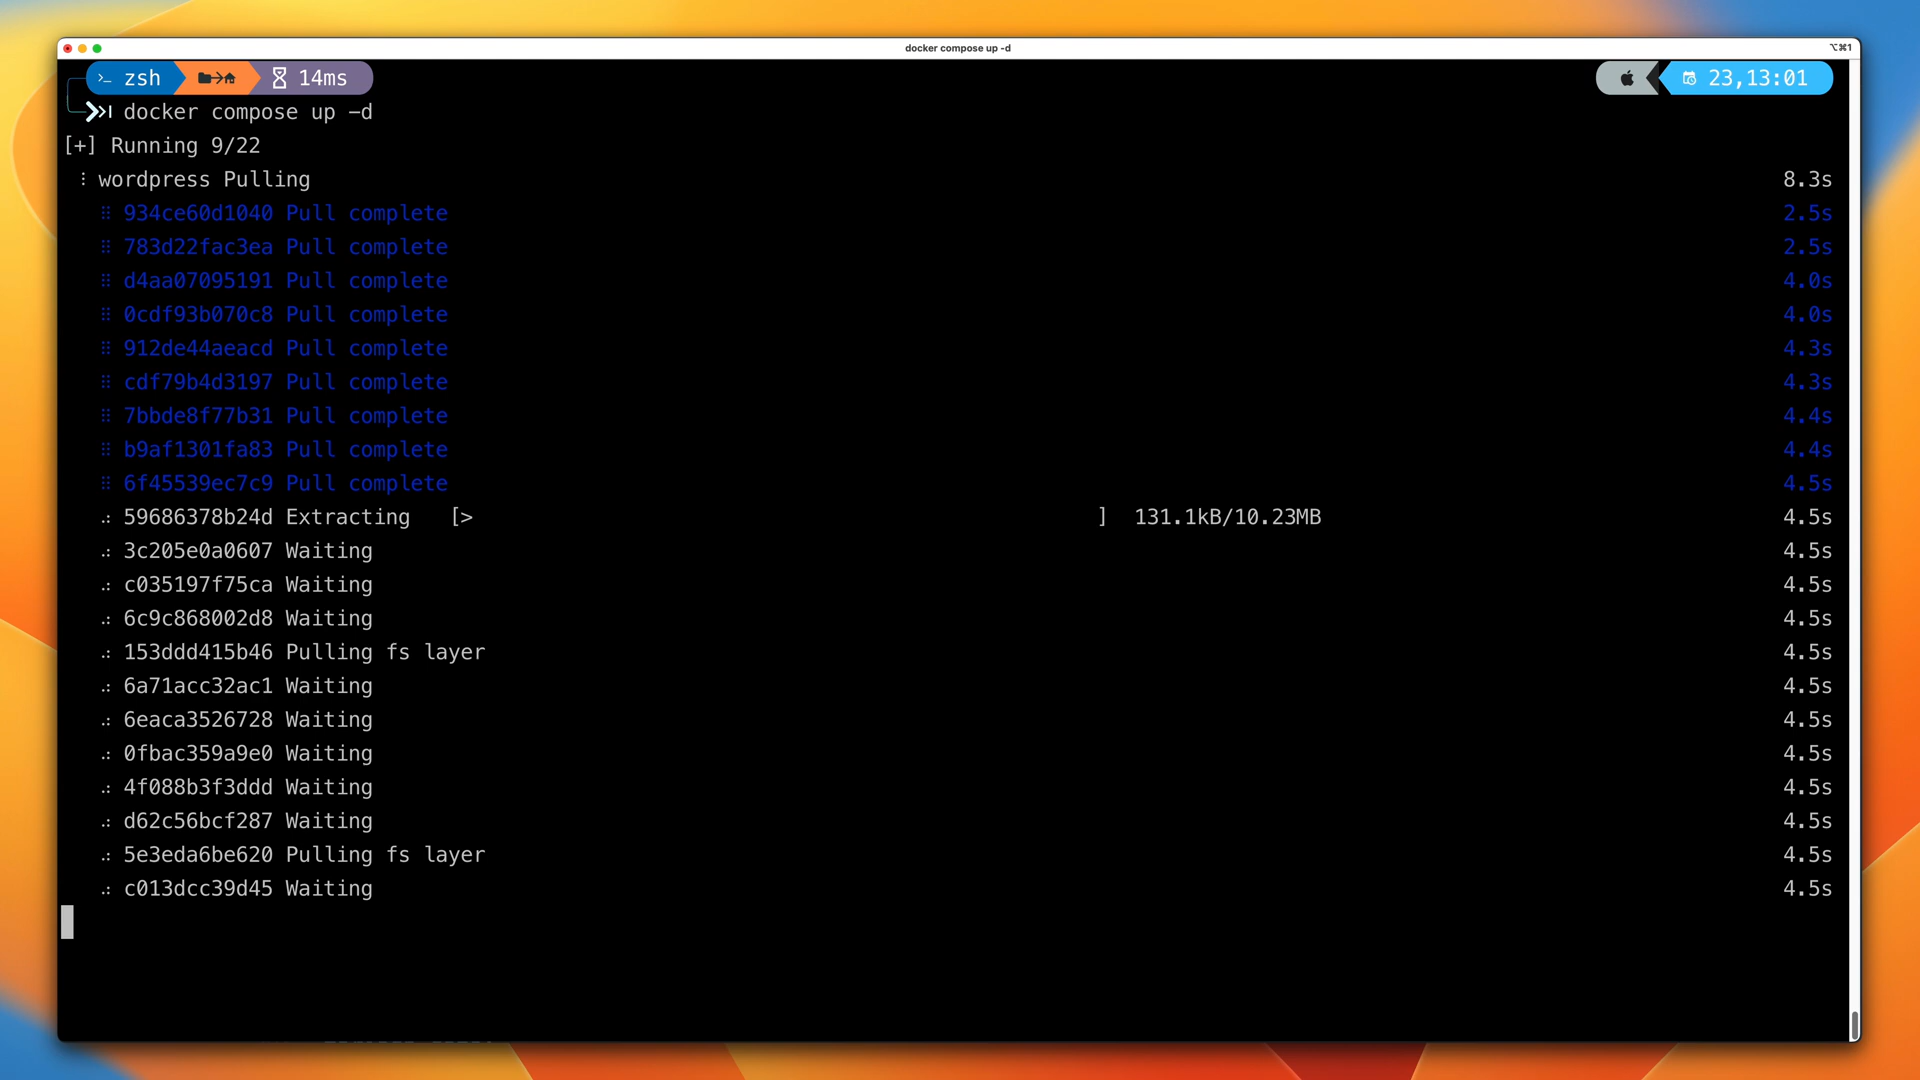 docker compose up -d
⌥⌘1
zsh 14ms 23,13:01
docker compose up -d
[+] Running 9/22
wordpress Pulling 8.3s
934ce60d1040 Pull complete 2.5s
783d22fac3ea Pull complete 2.5s
d4aa07095191 Pull complete 4.0s
0cdf93b070c8 Pull complete 4.0s
912de44aeacd Pull complete 4.3s
cdf79b4d3197 Pull complete 4.3s
7bbde8f77b31 Pull complete 4.4s
b9af1301fa83 Pull complete 4.4s
6f45539ec7c9 Pull complete 4.5s
59686378b24d Extracting [> ] 131.1kB/10.23MB 4.5s
3c205e0a0607 Waiting 4.5s
c035197f75ca Waiting 4.5s
6c9c868002d8 Waiting 4.5s
153ddd415b46 Pulling fs layer 4.5s
6a71acc32ac1 Waiting 4.5s
6eaca3526728 Waiting 4.5s
0fbac359a9e0 Waiting 4.5s
4f088b3f3ddd Waiting 4.5s
d62c56bcf287 Waiting 4.5s
5e3eda6be620 Pulling fs layer 4.5s
c013dcc39d45 Waiting 4.5s